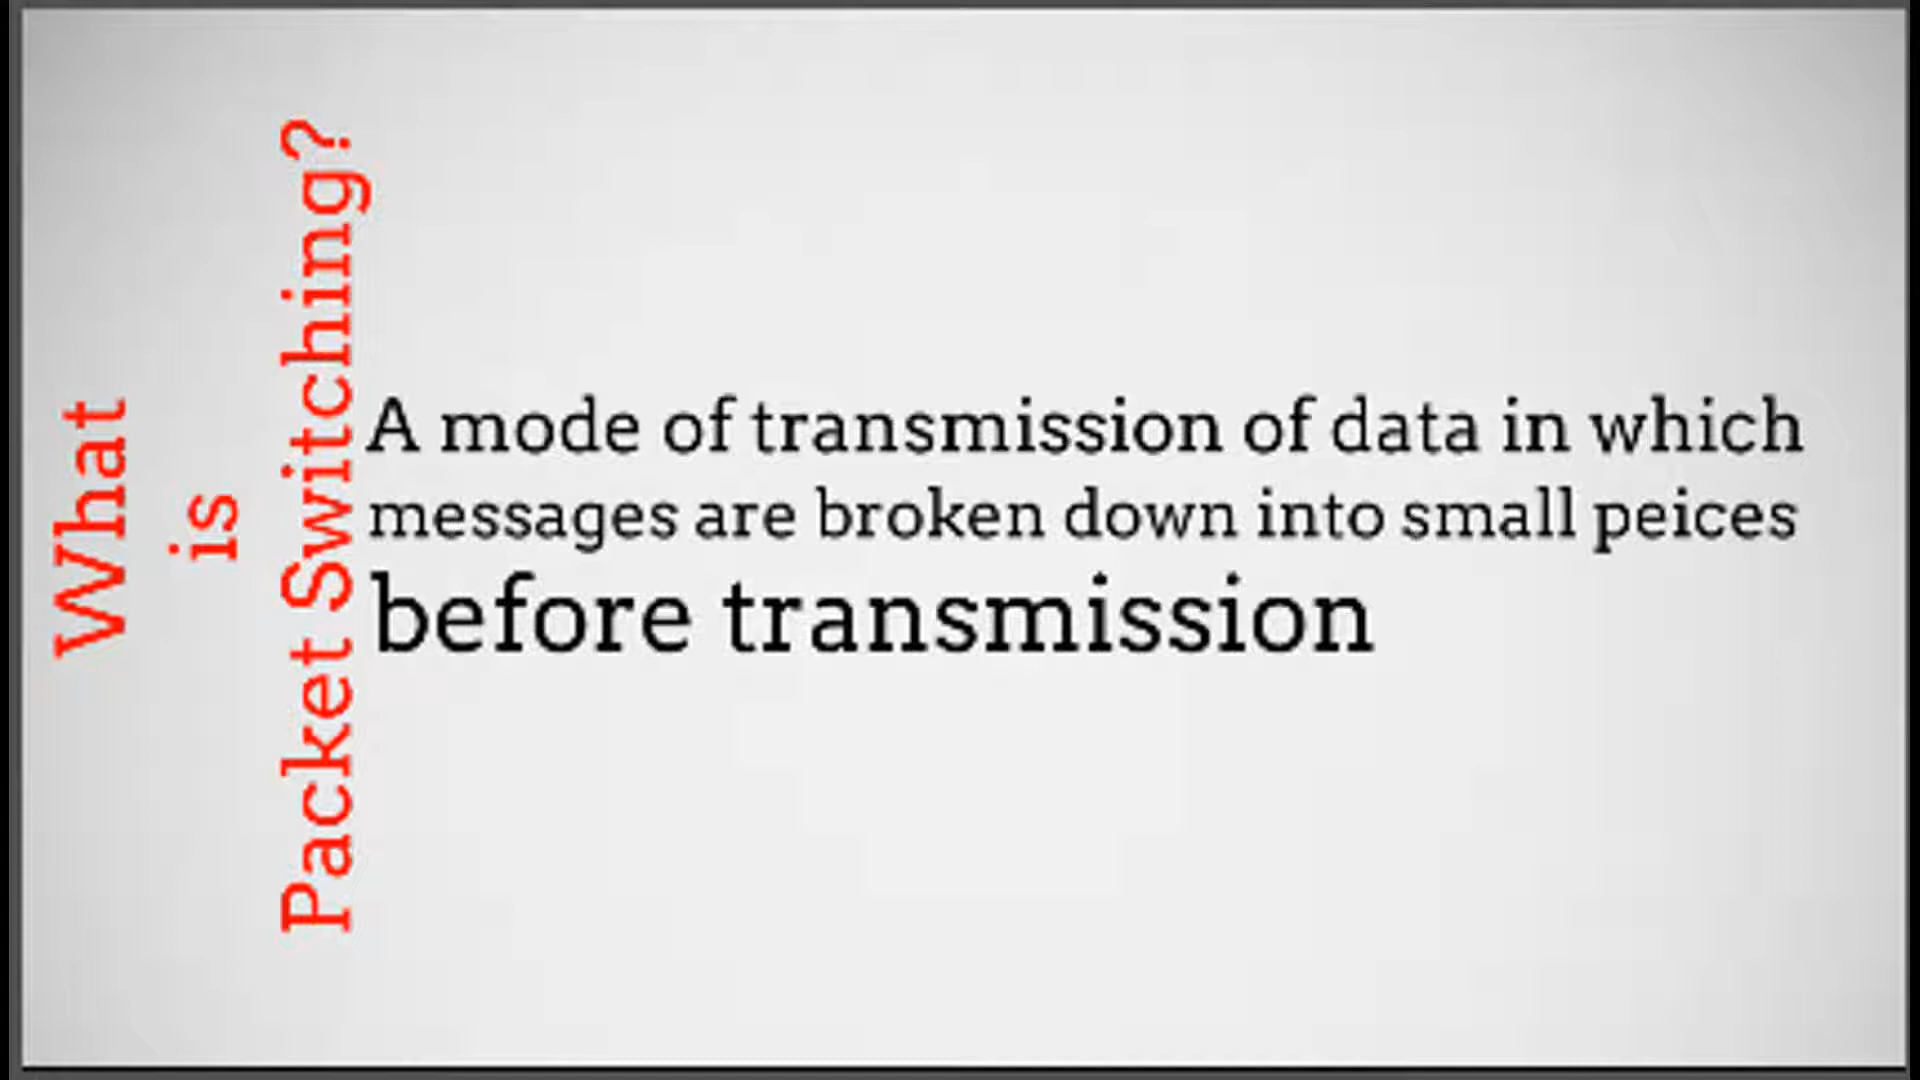 What
is
Packet Switching?
A mode of transmission of data in which
messages are broken down into small peices
before transmission